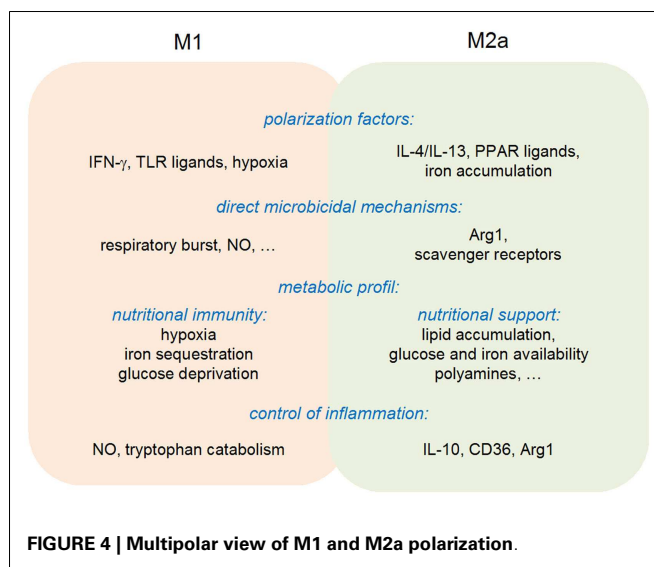 M1 M2a
polarization factors:
IFN-γ, TLR ligands, hypoxia
IL-4/IL-13, PPAR ligands,
iron accumulation
direct microbicidal mechanisms:
respiratory burst, NO, …
Arg1,
scavenger receptors
metabolic profil:
nutritional immunity:
hypoxia
iron sequestration
glucose deprivation
nutritional support:
lipid accumulation,
glucose and iron availability
polyamines, …
control of inflammation:
NO, tryptophan catabolism
IL-10, CD36, Arg1
FIGURE 4 | Multipolar view of M1 and M2a polarization.